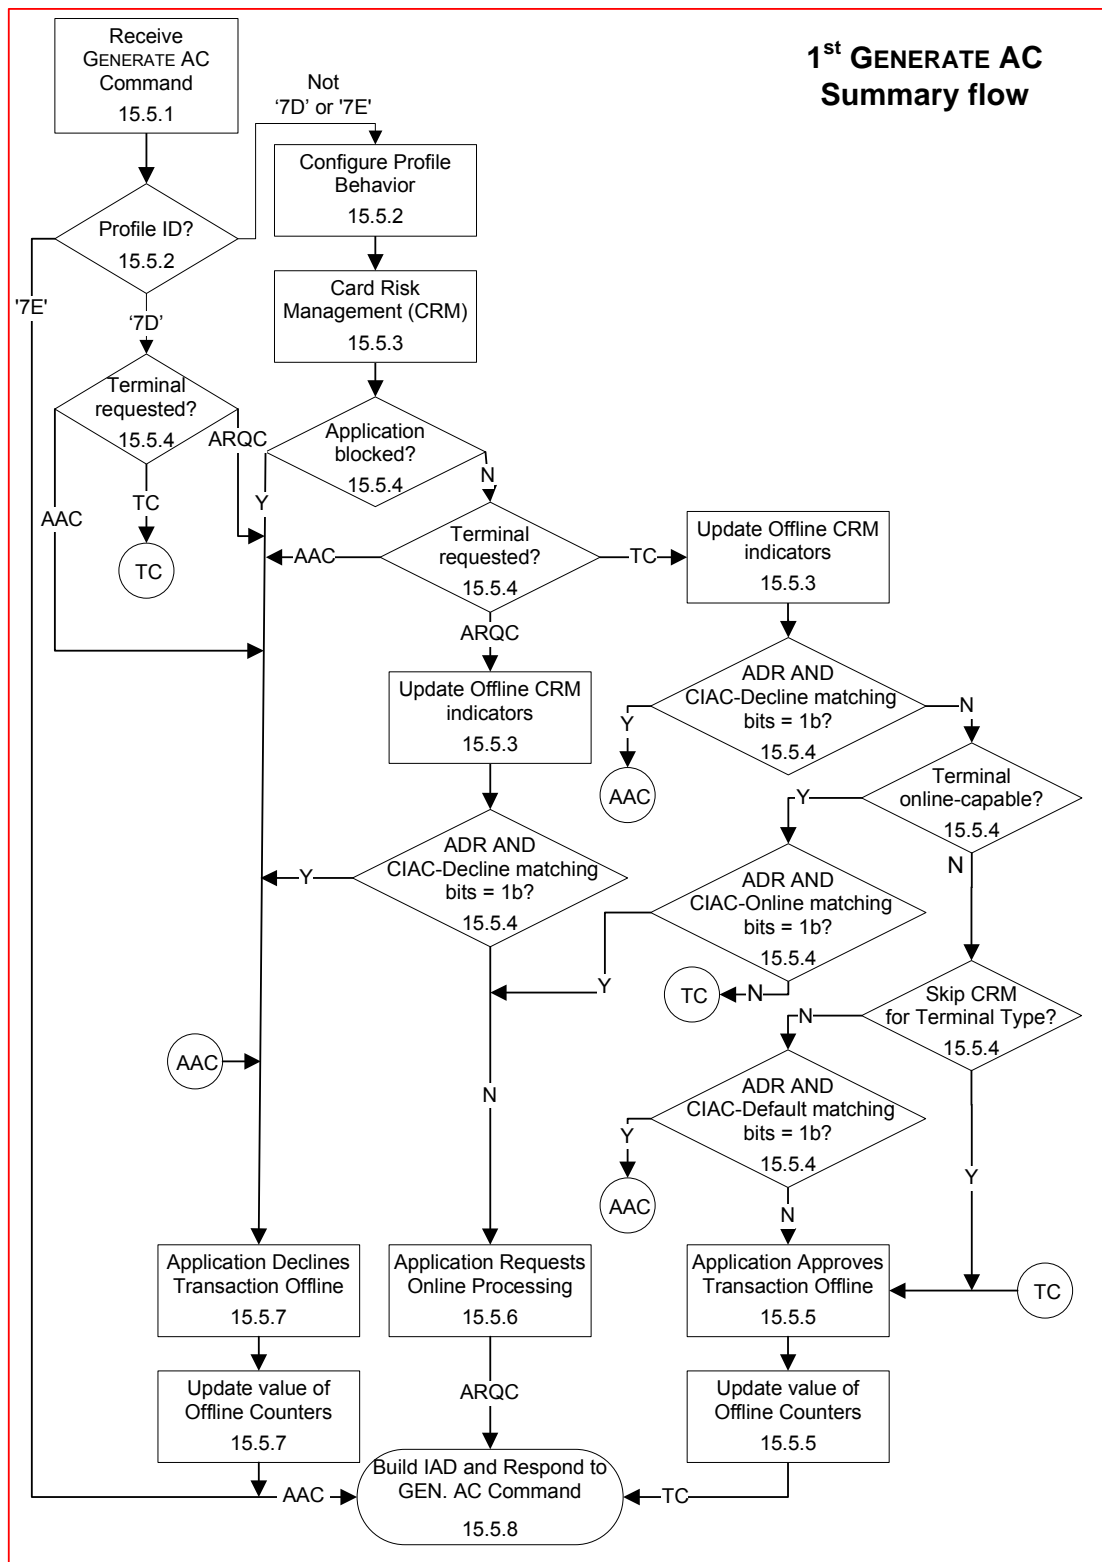 1st GENERATE AC
Summary flow
Receive
GENERATE AC
Command
15.5.1
Not
‘7D’ or '7E'
Profile ID?
15.5.2
'7E'
‘7D’
Configure Profile
Behavior
15.5.2
Card Risk
Management (CRM)
15.5.3
Terminal
requested?
15.5.4
ARQC
AAC
TC
TC
Application
blocked?
15.5.4
Y
N
Terminal
requested?
15.5.4
AAC
TC
ARQC
Update Offline CRM
indicators
15.5.3
Update Offline CRM
indicators
15.5.3
ADR AND
CIAC-Decline matching
bits = 1b?
15.5.4
Y
N
AAC
Terminal
online-capable?
15.5.4
Y
N
ADR AND
CIAC-Decline matching
bits = 1b?
15.5.4
Y
N
ADR AND
CIAC-Online matching
bits = 1b?
15.5.4
Y
N
TC
Skip CRM
for Terminal Type?
15.5.4
N
Y
AAC
ADR AND
CIAC-Default matching
bits = 1b?
15.5.4
Y
N
AAC
Application Declines
Transaction Offline
15.5.7
Application Requests
Online Processing
15.5.6
Application Approves
Transaction Offline
15.5.5
TC
Update value of
Offline Counters
15.5.7
ARQC
Update value of
Offline Counters
15.5.5
AAC
Build IAD and Respond to
GEN. AC Command
15.5.8
TC